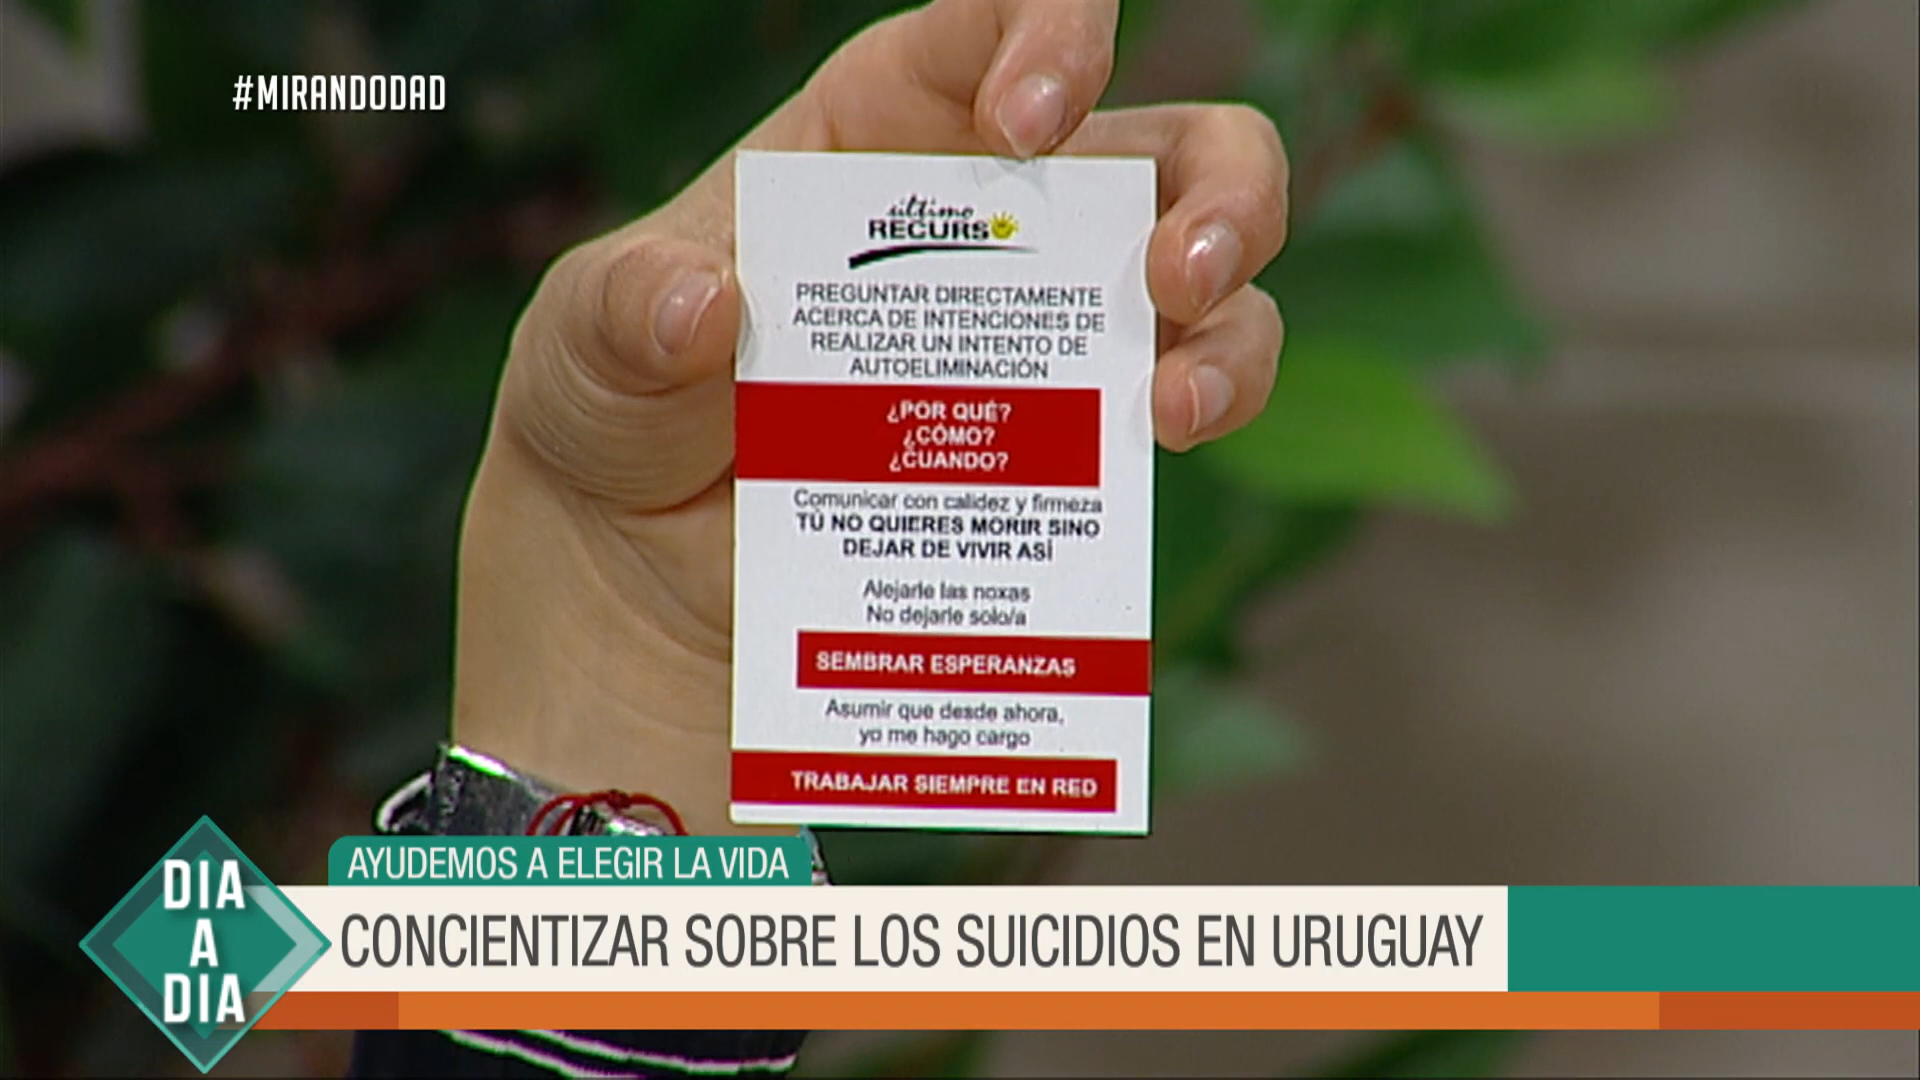 #MIRANDODAD
último
RECURSO
PREGUNTAR DIRECTAMENTE
ACERCA DE INTENCIONES DE
REALIZAR UN INTENTO DE
AUTOELIMINACIÓN
¿POR QUÉ?
¿CÓMO?
¿CUANDO?
Comunicar con calidez y firmeza
TÚ NO QUIERES MORIR SINO
DEJAR DE VIVIR ASÍ
Alejarle las noxas
No dejarle solo/a
SEMBRAR ESPERANZAS
Asumir que desde ahora,
yo me hago cargo
TRABAJAR SIEMPRE EN RED
AYUDEMOS A ELEGIR LA VIDA
CONCIENTIZAR SOBRE LOS SUICIDIOS EN URUGUAY
DIA
A
DIA